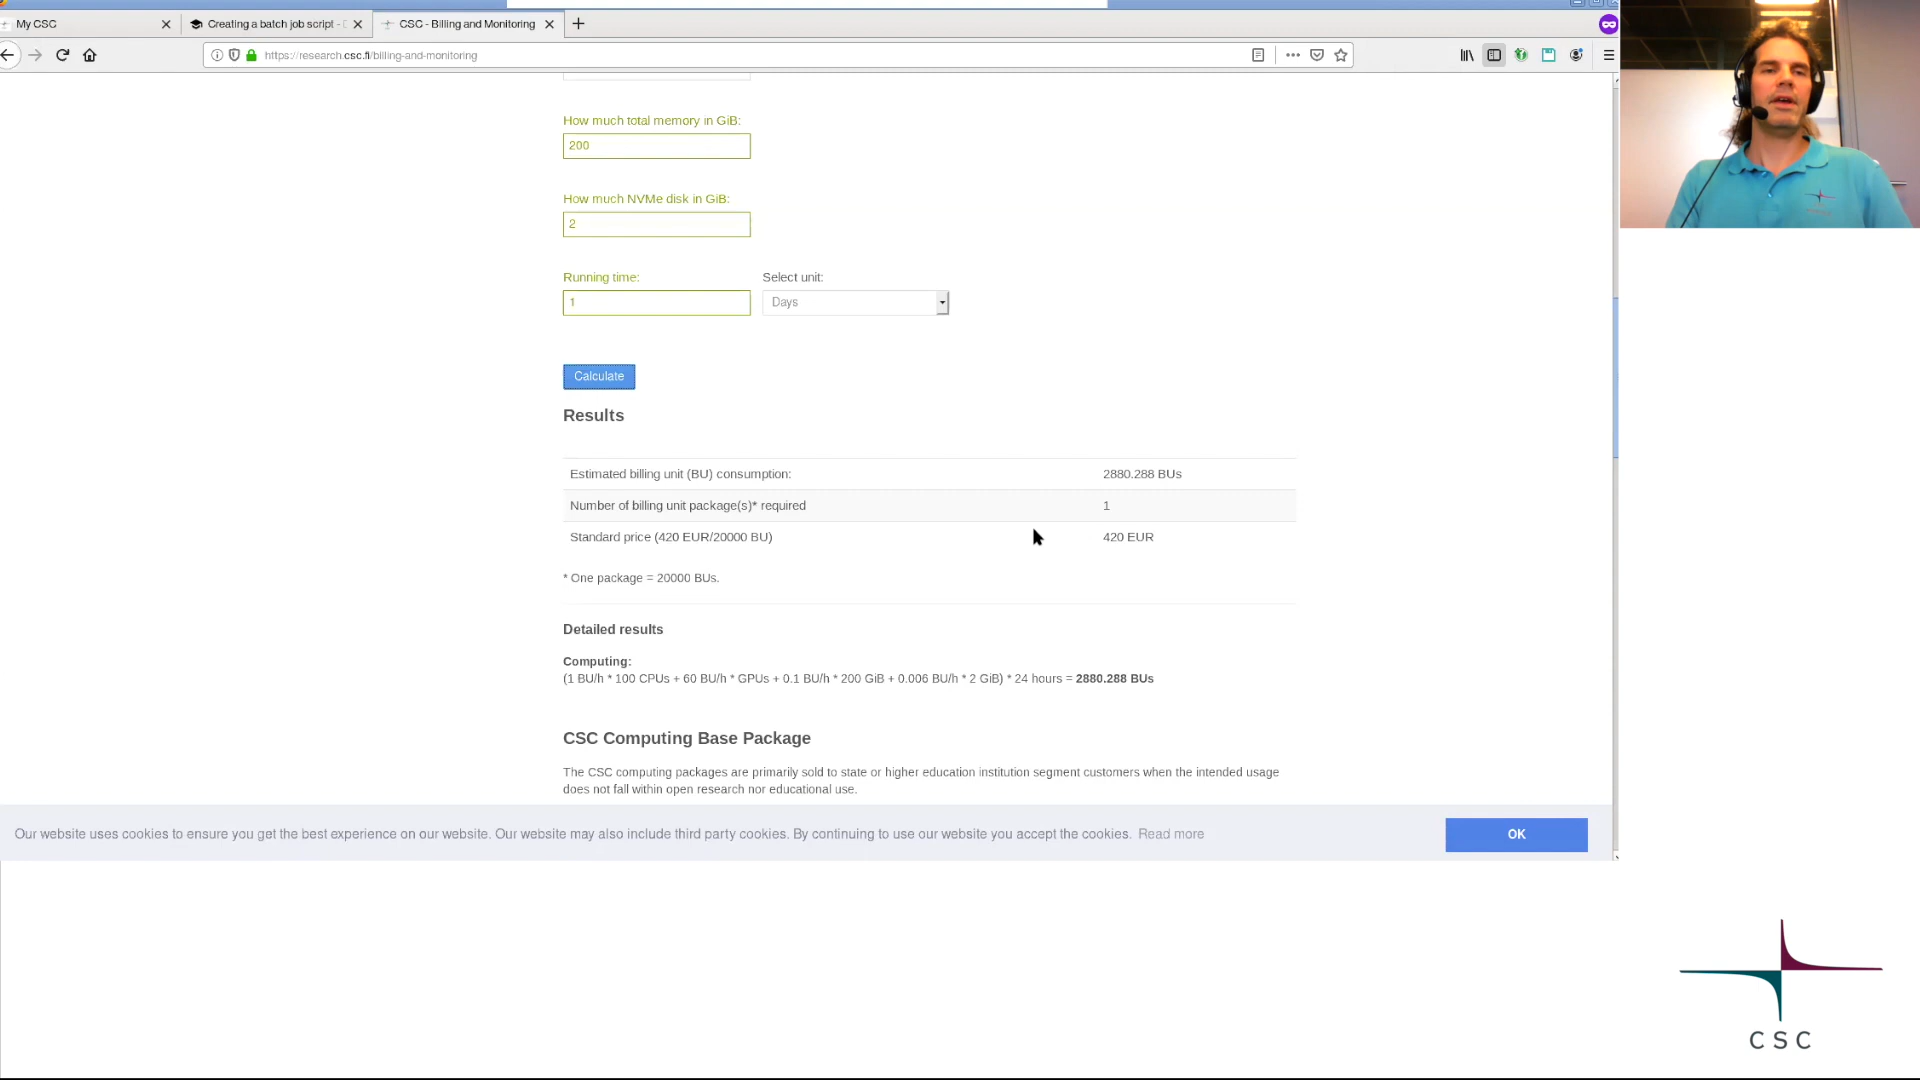 My CSC
Creating a batch job script -
CSC - Billing and Monitoring
https://research.csc.fi/billing-and-monitoring
How much total memory in GiB:
200
How much NVMe disk in GiB:
2
Running time:
Select unit:
1
Days
Calculate
Results
Estimated billing unit (BU) consumption: 2880.288 BUs
Number of billing unit package(s)* required 1
Standard price (420 EUR/20000 BU) 420 EUR
* One package = 20000 BUs.
Detailed results
Computing:
(1 BU/h * 100 CPUs + 60 BU/h * GPUs + 0.1 BU/h * 200 GiB + 0.006 BU/h * 2 GiB) * 24 hours = 2880.288 BUs
CSC Computing Base Package
The CSC computing packages are primarily sold to state or higher education institution segment customers when the intended usage
does not fall within open research nor educational use.
Our website uses cookies to ensure you get the best experience on our website. Our website may also include third party cookies. By continuing to use our website you accept the cookies. Read more
OK
CSC